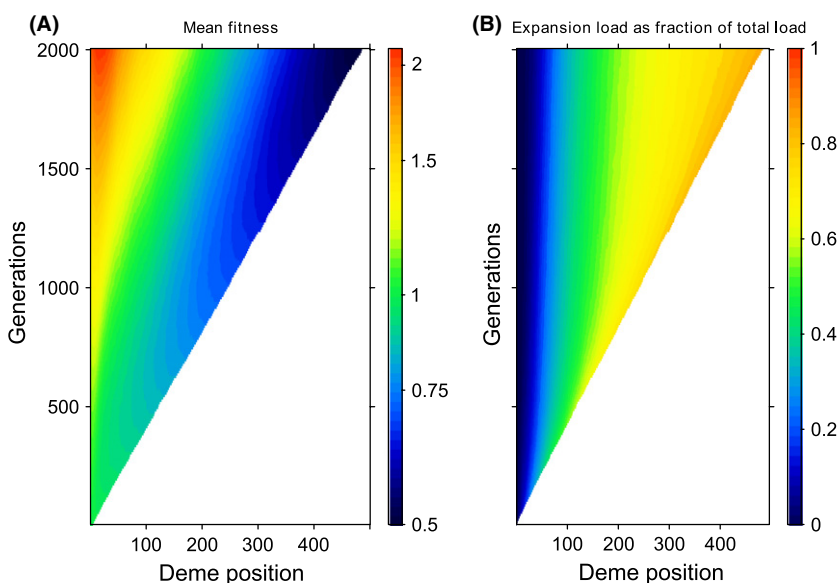 (A) Mean fitness
2000
1500
1000
500
Generations
100 200 300 400
Deme position
2
1.5
1
0.75
0.5
(B) Expansion load as fraction of total load
Generations
100 200 300 400
Deme position
1
0.8
0.6
0.4
0.2
0